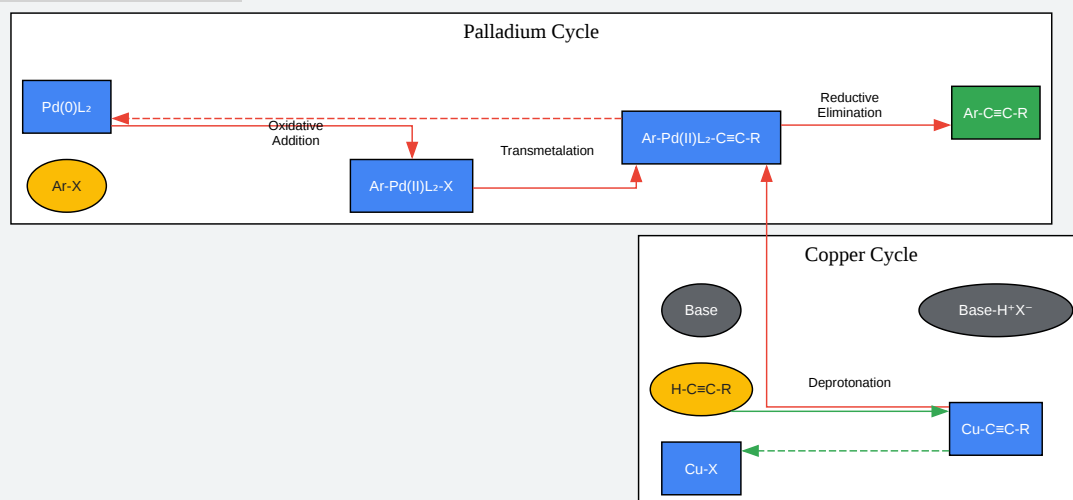 Palladium Cycle
Pd(0)L₂
Oxidative
Addition
Ar-X
Ar-Pd(II)L₂-X
Transmetalation
Ar-Pd(II)L₂-C≡C-R
Reductive
Elimination
Ar-C≡C-R
Copper Cycle
Base
Base-H⁺X⁻
H-C≡C-R
Deprotonation
Cu-C≡C-R
Cu-X